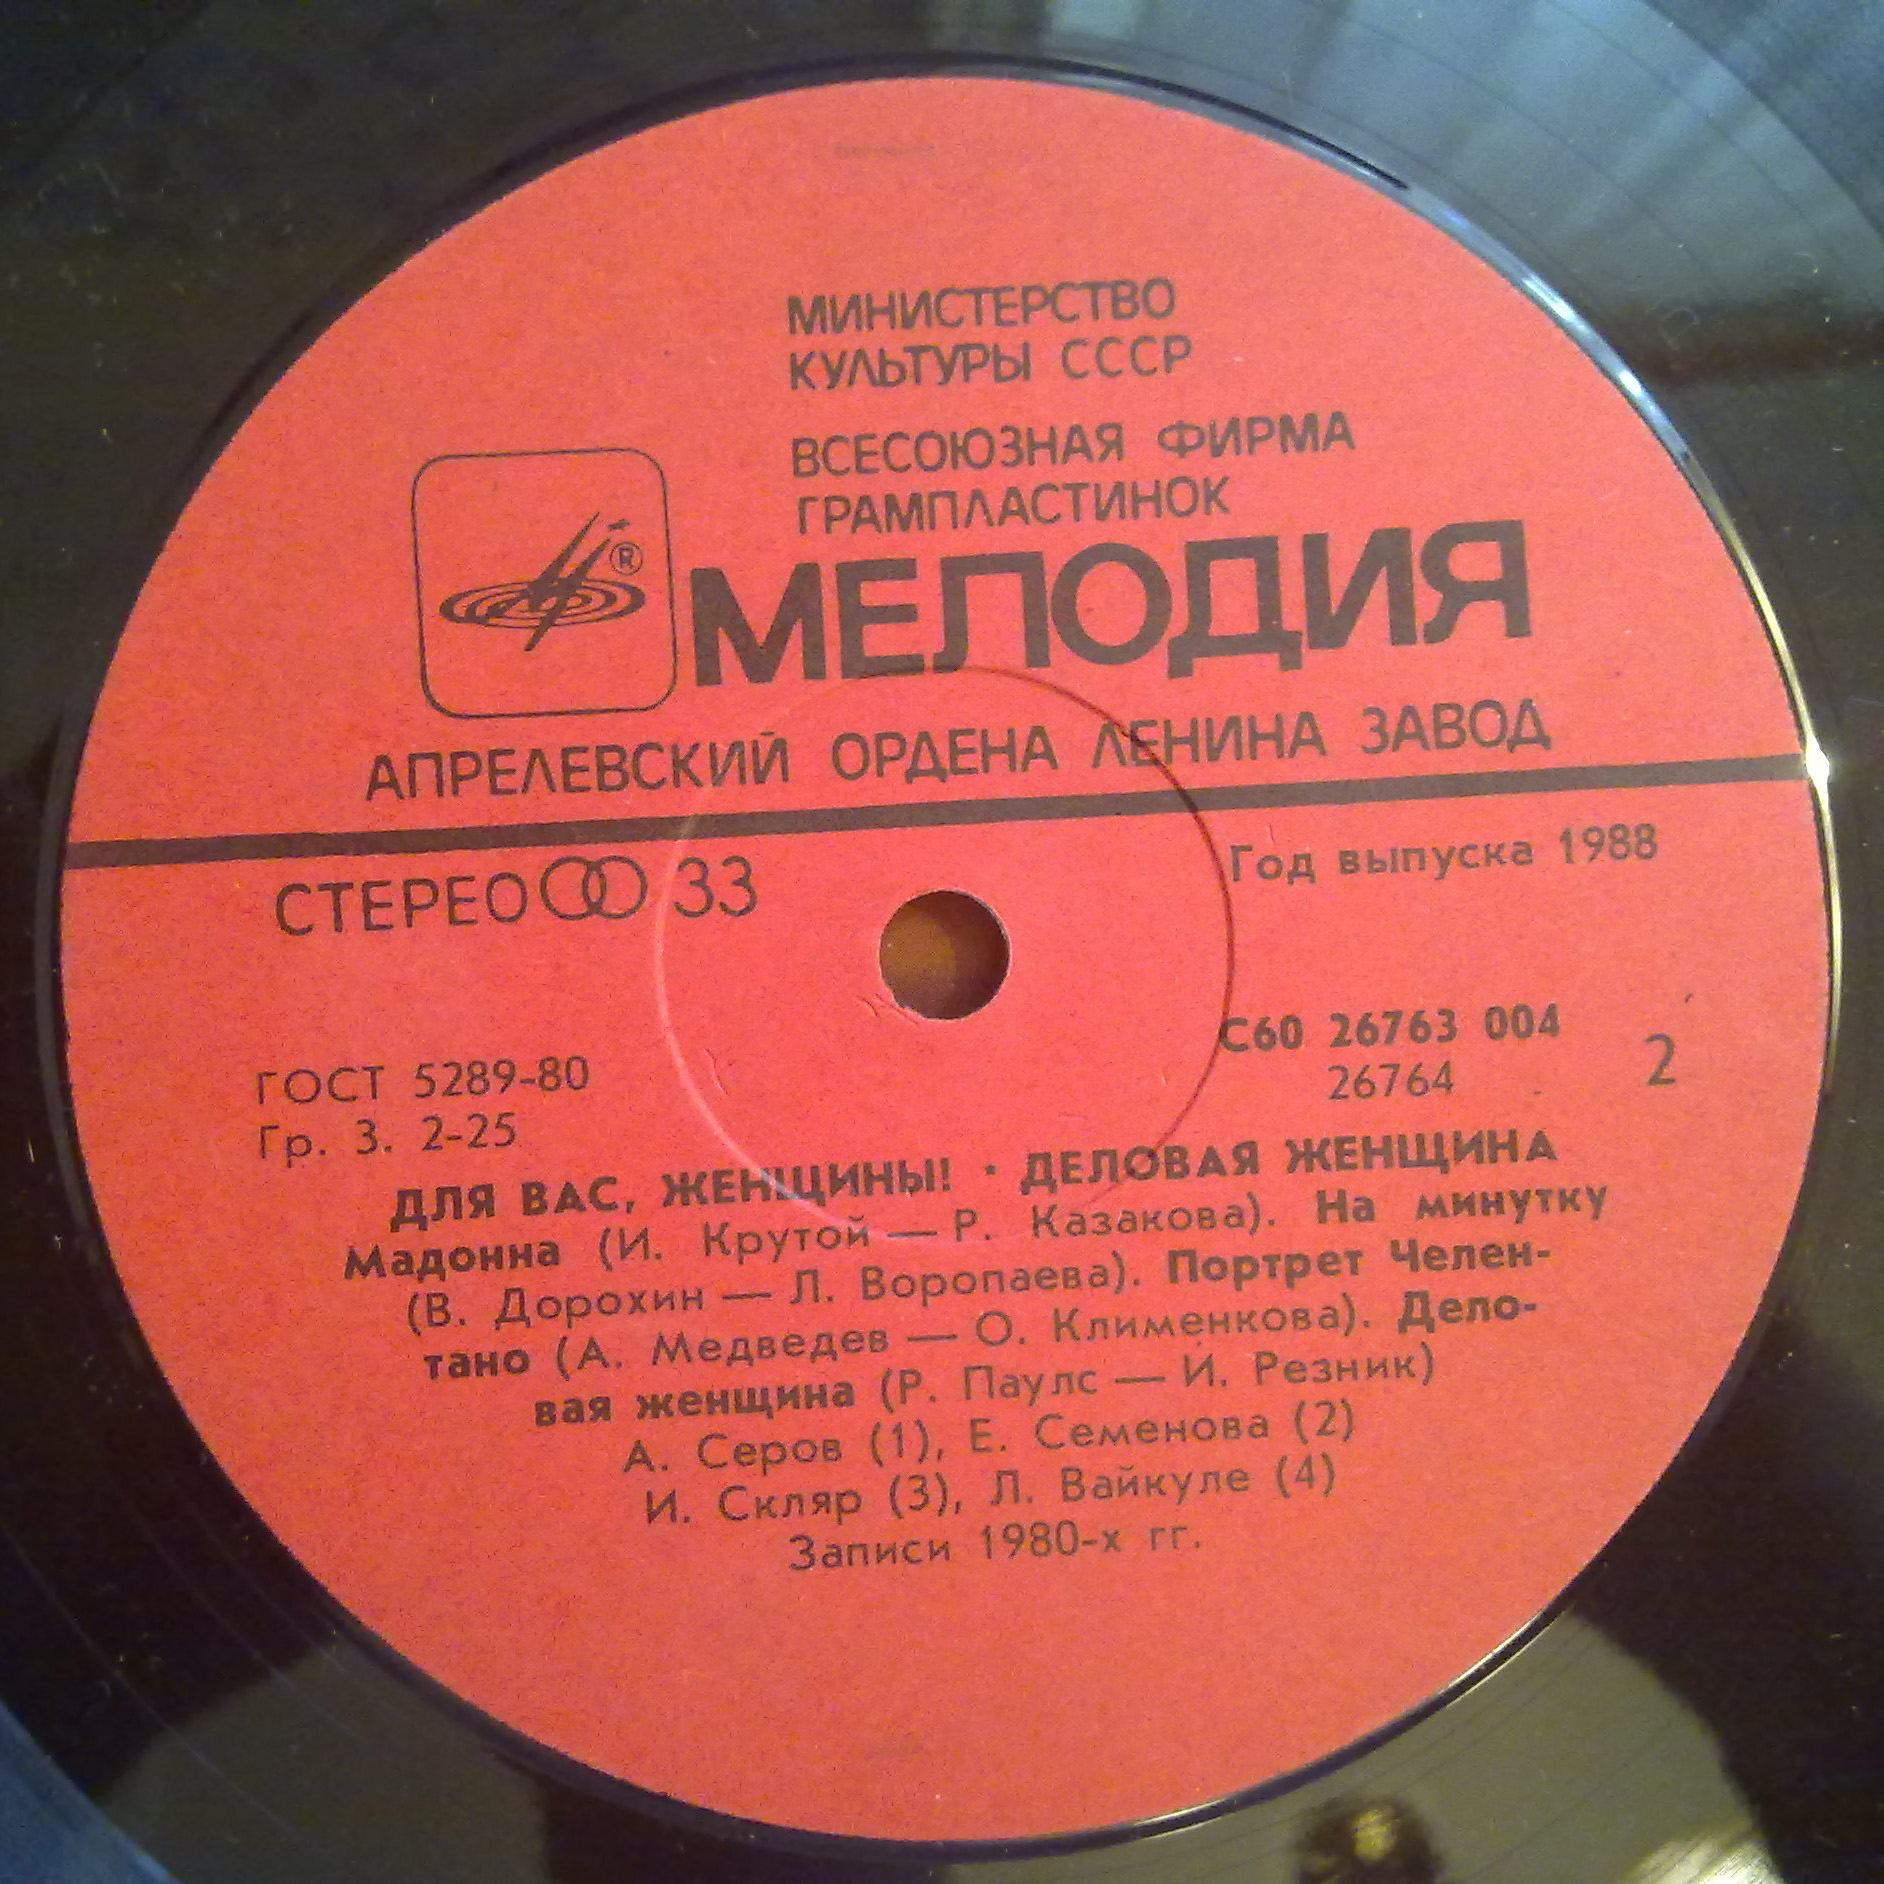 МИНИСТЕРСТВО
КУЛЬТУРЫ СССР
ВСЕСОЮЗНАЯ ФИРМА
ГРАМПЛАСТИНОК
®
МЕЛОДИЯ
АПРЕЛЕВСКИЙ ОРДЕНА ЛЕНИНА ЗАВОД
СТЕРЕО 33
Год выпуска 1988
ГОСТ 5289-80
Гр. 3. 2-25
С60 26763 004
26764
2
ДЛЯ ВАС, ЖЕНЩИНЫ! · ДЕЛОВАЯ ЖЕНЩИНА
Мадонна (И. Крутой — Р. Казакова). На минутку
(В. Дорохин — Л. Воропаева). Портрет Челен-
тано (А. Медведев — О. Клименкова). Дело-
вая женщина (Р. Паулс — И. Резник)
А. Серов (1), Е. Семенова (2)
И. Скляр (3), Л. Вайкуле (4)
Записи 1980-х гг.